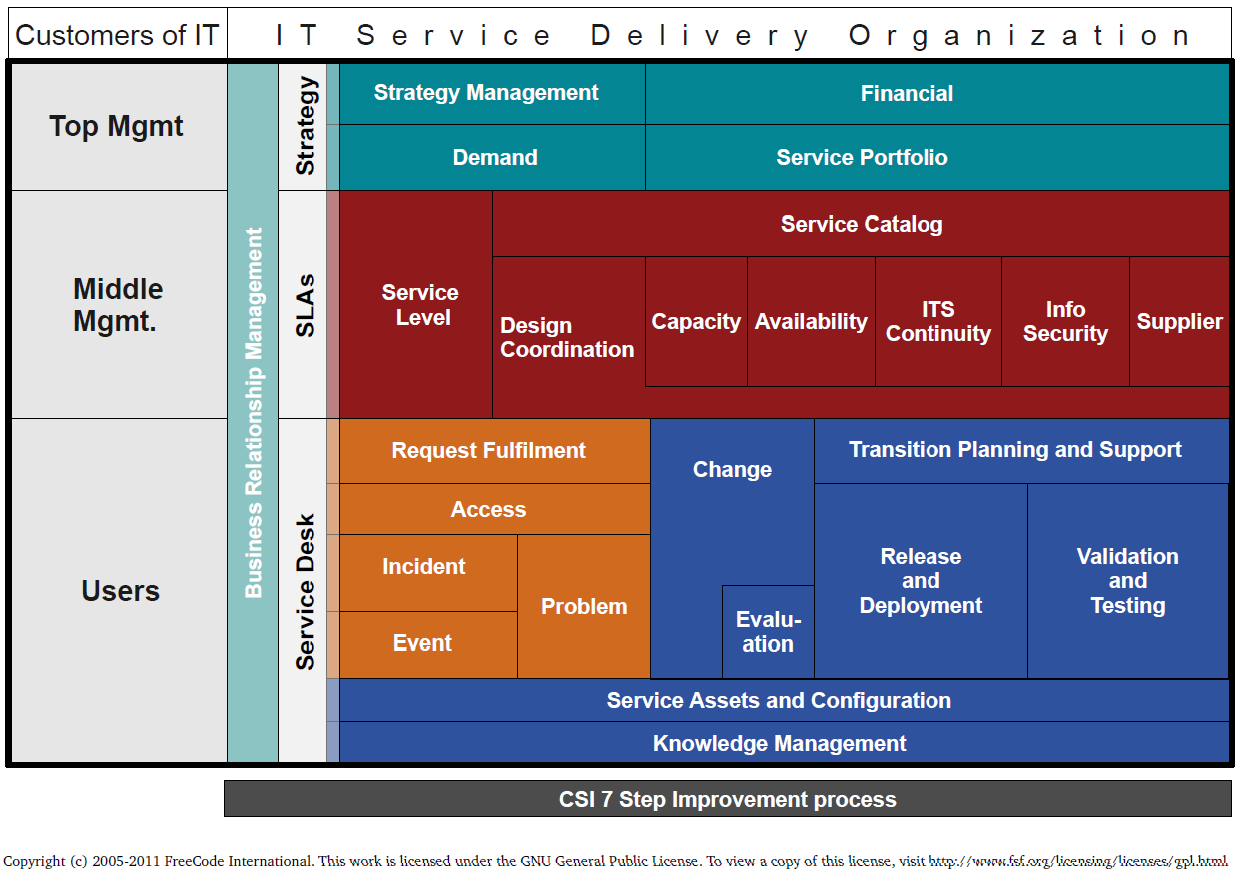 Customers of IT
IT Service Delivery Organization
Top Mgmt
Middle
Mgmt.
Users
Business Relationship Management
Strategy
SLAs
Service Desk
Strategy Management
Financial
Demand
Service Portfolio
Service
Level
Service Catalog
Design
Coordination
Capacity
Availability
ITS
Continuity
Info
Security
Supplier
Request Fulfilment
Access
Incident
Event
Problem
Change
Evalu-
ation
Transition Planning and Support
Release
and
Deployment
Validation
and
Testing
Service Assets and Configuration
Knowledge Management
CSI 7 Step Improvement process
Copyright (c) 2005-2011 FreeCode International. This work is licensed under the GNU General Public License. To view a copy of this license, visit http://www.fsf.org/licensing/licenses/gpl.html.